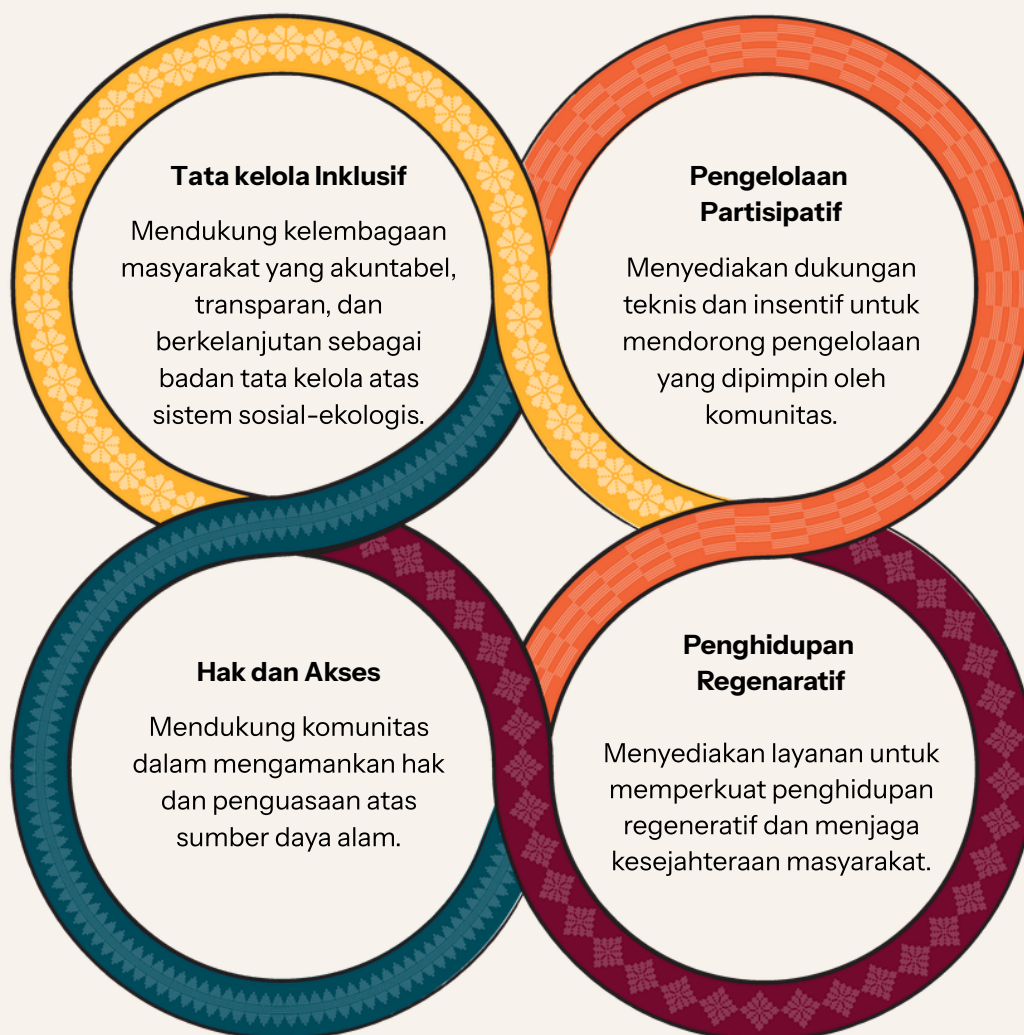 Tata kelola Inklusif
Mendukung kelembagaan
masyarakat yang akuntabel,
transparan, dan
berkelanjutan sebagai
badan tata kelola atas
sistem sosial-ekologis.
Pengelolaan
Partisipatif
Menyediakan dukungan
teknis dan insentif untuk
mendorong pengelolaan
yang dipimpin oleh
komunitas.
Hak dan Akses
Mendukung komunitas
dalam mengamankan hak
dan penguasaan atas
sumber daya alam.
Penghidupan
Regenaratif
Menyediakan layanan untuk
memperkuat penghidupan
regeneratif dan menjaga
kesejahteraan masyarakat.